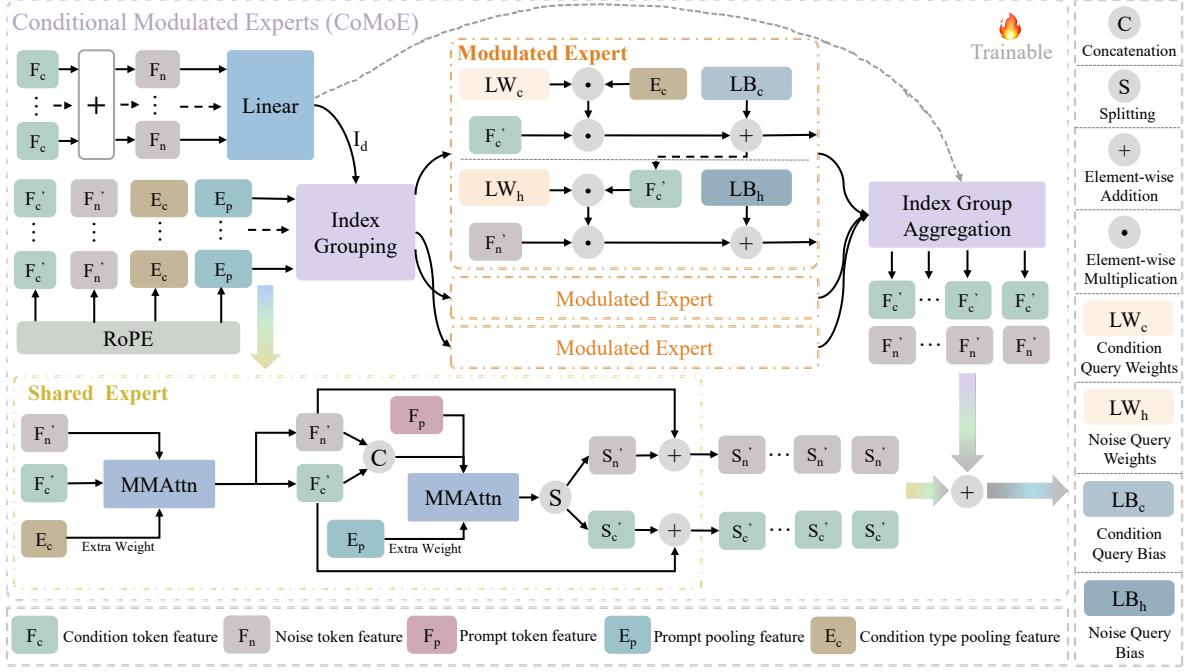 Conditional Modulated Experts (CoMoE)
Trainable
F_c F_n
+
Linear
F_c F_n
I_d
F_c' F_n' E_c E_p
F_c' F_n' E_c E_p
RoPE
Index
Grouping
Modulated Expert
LW_c · E_c LB_c
F_c' · +
LW_h · F_c' LB_h
F_n' · +
Modulated Expert
Modulated Expert
Index Group
Aggregation
F_c' ··· F_c' F_c'
F_n' ··· F_n' F_n'
Shared Expert
F_n'
F_c'
E_c
MMAttn
Extra Weight
F_n'
F_c'
C
F_p
E_p
MMAttn
Extra Weight
S
S_n' + S_n' ··· S_n' S_n'
S_c' + S_c' ··· S_c' S_c'
+
C
Concatenation
S
Splitting
+
Element-wise
Addition
·
Element-wise
Multiplication
LW_c
Condition
Query Weights
LW_h
Noise Query
Weights
LB_c
Condition
Query Bias
LB_h
Noise Query
Bias
F_c Condition token feature F_n Noise token feature F_p Prompt token feature E_p Prompt pooling feature E_c Condition type pooling feature